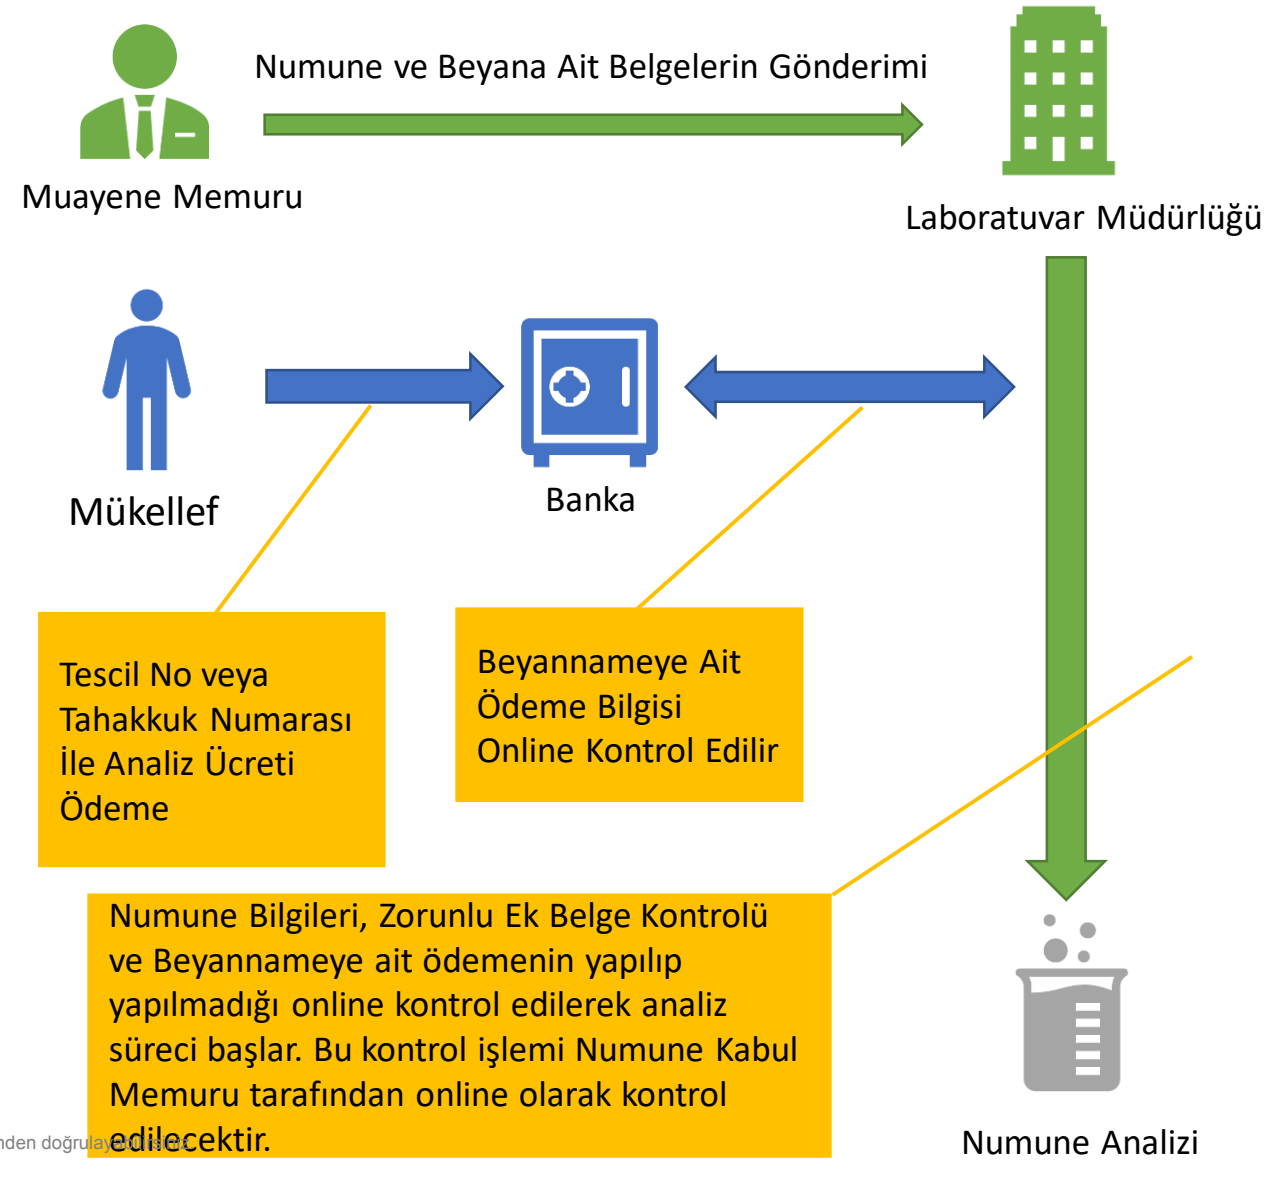 Numune ve Beyana Ait Belgelerin Gönderimi
Muayene Memuru
Laboratuvar Müdürlüğü
Mükellef
Banka
Tescil No veya
Tahakkuk Numarası
İle Analiz Ücreti
Ödeme
Beyannameye Ait
Ödeme Bilgisi
Online Kontrol Edilir
Numune Bilgileri, Zorunlu Ek Belge Kontrolü
ve Beyannameye ait ödemenin yapılıp
yapılmadığı online kontrol edilerek analiz
süreci başlar. Bu kontrol işlemi Numune Kabul
Memuru tarafından online olarak kontrol
edilecektir.
doğrulayabilirsiniz.
Numune Analizi